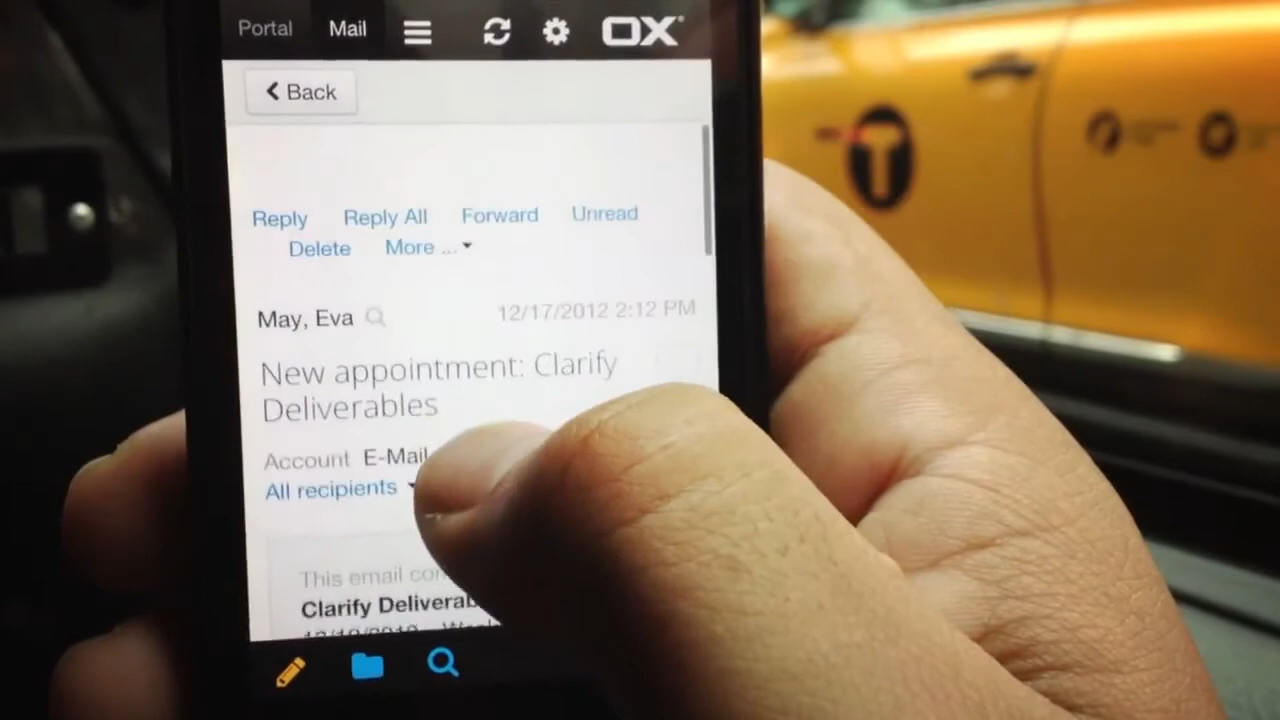 Portal Mail OX
Back
Reply Reply All Forward Unread
Delete More ...
May, Eva 12/17/2012 2:12 PM
New appointment: Clarify
Deliverables
Account E-Mail
All recipients
This email con
Clarify Deliverab
T